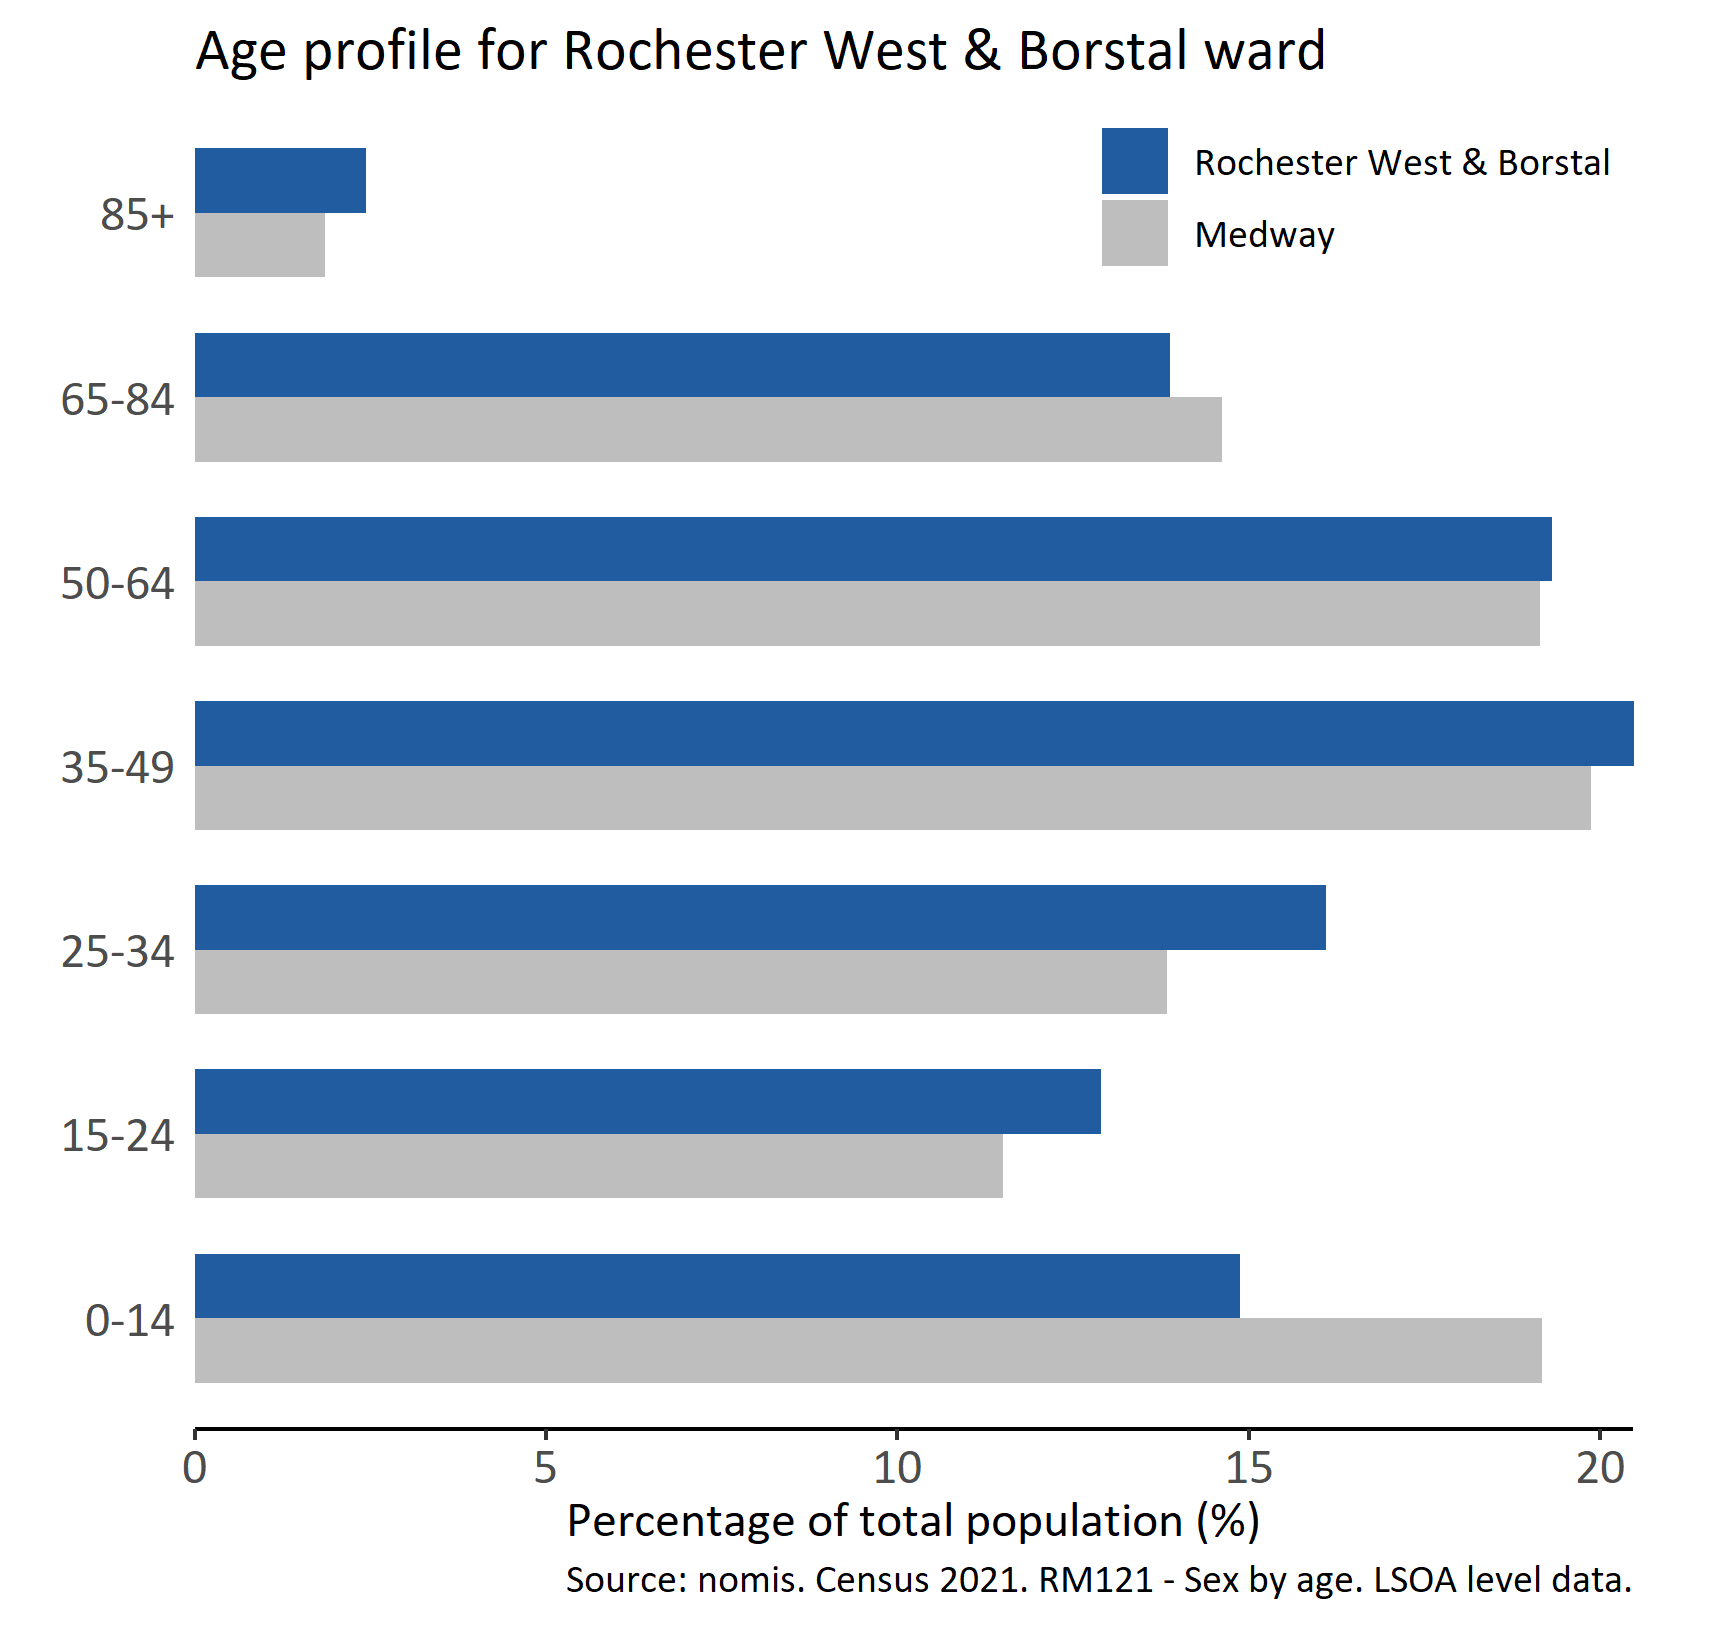 Age profile for Rochester West & Borstal ward
Rochester West & Borstal
Medway
85+
65-84
50-64
35-49
25-34
15-24
0-14
0 5 10 15 20
Percentage of total population (%)
Source: nomis. Census 2021. RM121 - Sex by age. LSOA level data.